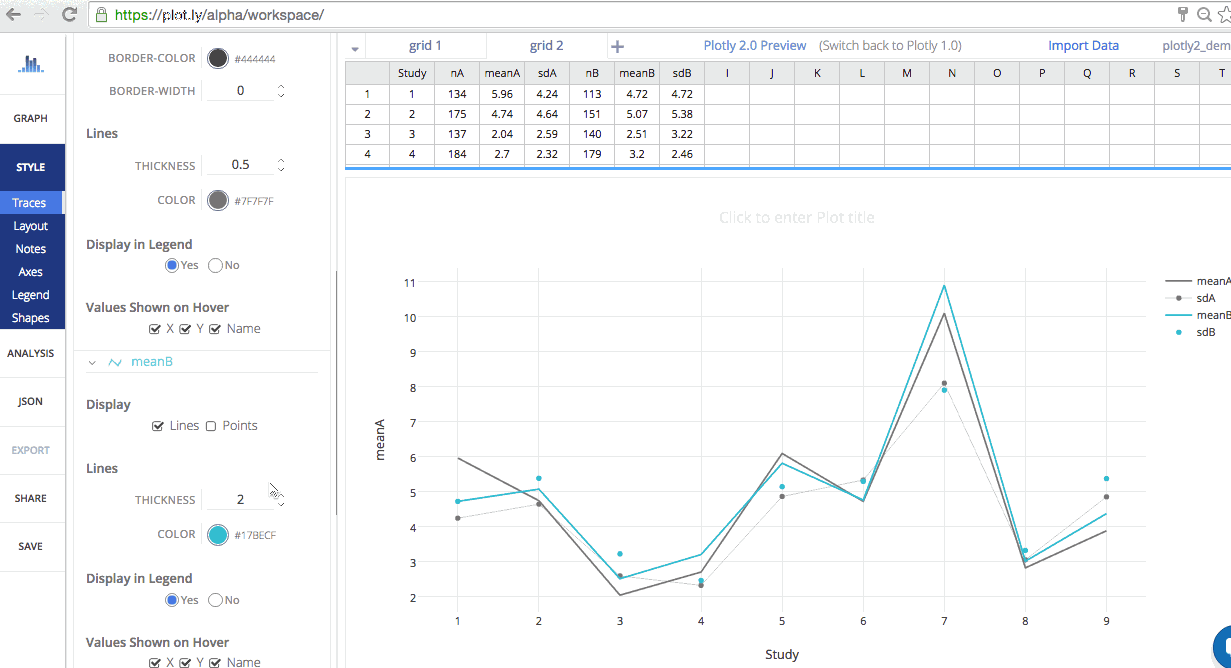 https://plot.ly/alpha/workspace/
GRAPH
STYLE
Traces
Layout
Notes
Axes
Legend
Shapes
ANALYSIS
JSON
EXPORT
SHARE
SAVE
BORDER-COLOR #444444
BORDER-WIDTH 0
Lines
THICKNESS 0.5
COLOR #7F7F7F
Display in Legend
Yes No
Values Shown on Hover
X Y Name
meanB
Display
Lines Points
Lines
THICKNESS 2
COLOR #17BECF
Display in Legend
Yes No
Values Shown on Hover
X Y Name
grid 1 grid 2 + Plotly 2.0 Preview (Switch back to Plotly 1.0) Import Data plotly2_dem
Study nA meanA sdA nB meanB sdB I J K L M N O P Q R S T
1 1 134 5.96 4.24 113 4.72 4.72
2 2 175 4.74 4.64 151 5.07 5.38
3 3 137 2.04 2.59 140 2.51 3.22
4 4 184 2.7 2.32 179 3.2 2.46
Click to enter Plot title
11
10
9
8
7
6
5
4
3
2
meanA
1 2 3 4 5 6 7 8 9
Study
meanA
sdA
meanB
sdB